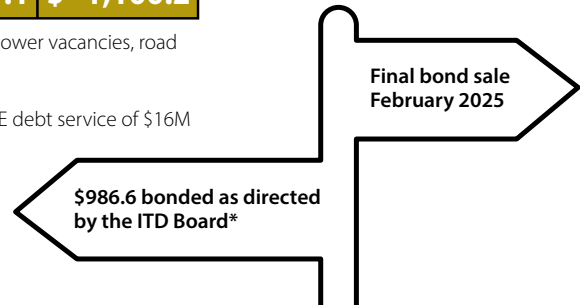 $
ower vacancies, road
Final bond sale
February 2025
E debt service of $16M
$986.6 bonded as directed
by the ITD Board*